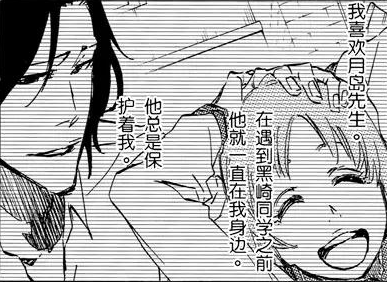 我喜欢月岛先生。
在遇到黑崎同学之前
他就一直在我身边。
他总是保
护着我。